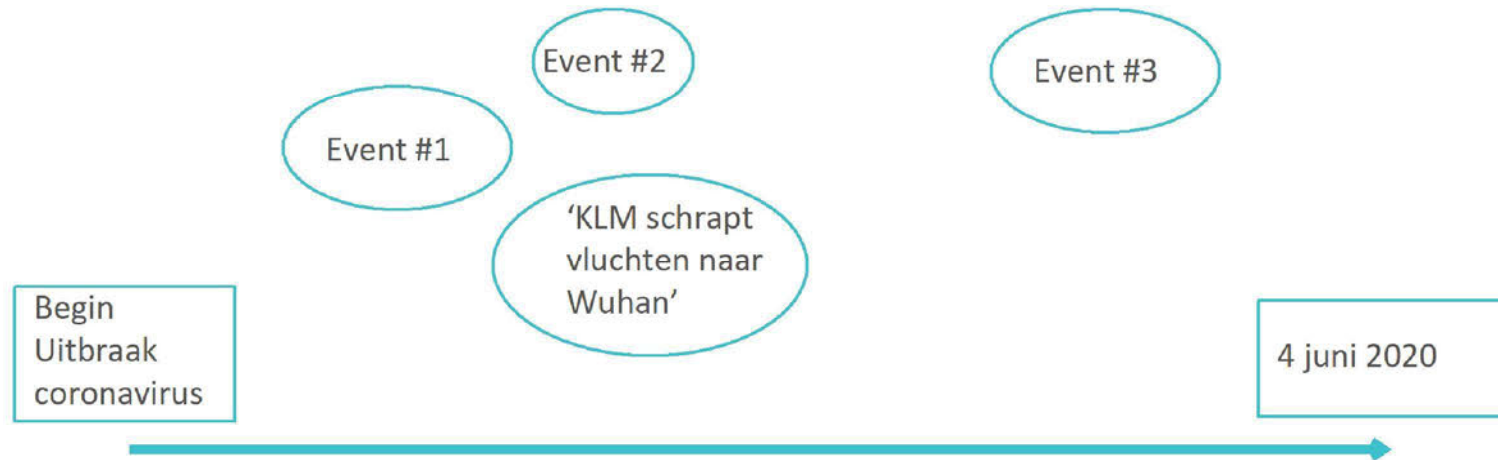 Event #2
Event #3
Event #1
‘KLM schrapt
vluchten naar
Wuhan’
Begin
Uitbraak
coronavirus
4 juni 2020